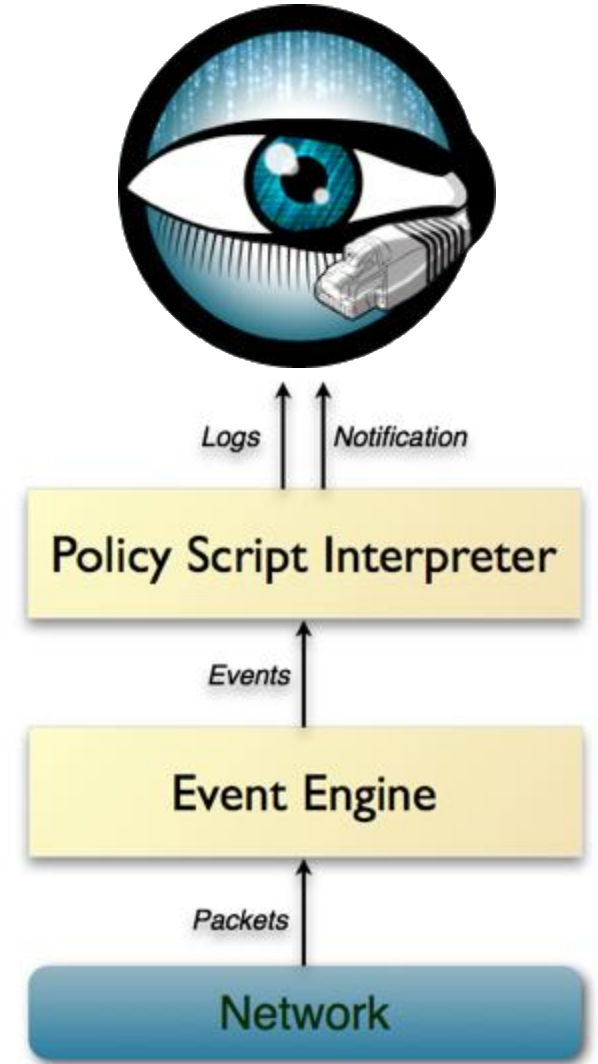 Logs
Notification
Policy Script Interpreter
Events
Event Engine
Packets
Network